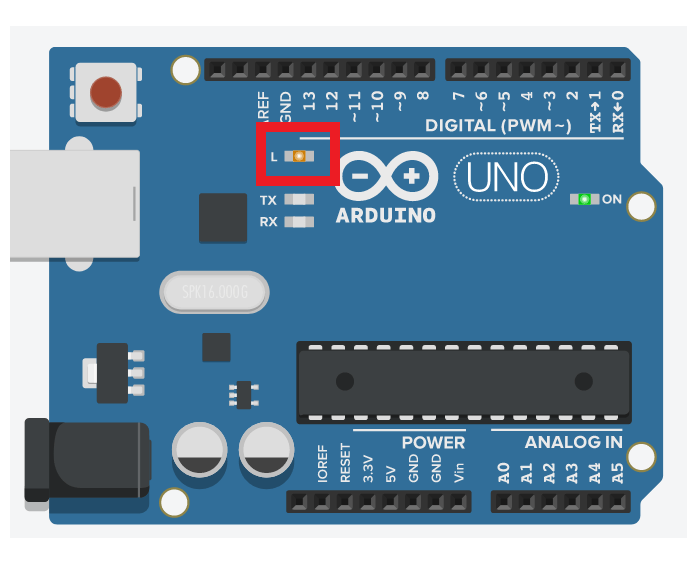 AREF
GND
13
12
~11
~10
~9
8
7
~6
~5
4
~3
2
TX→1
RX←0
DIGITAL (PWM~)
L
TX
RX
ARDUINO
UNO
ON
SPKT6.000G
POWER
ANALOG IN
IOREF
RESET
3.3V
5V
GND
GND
Vin
A0
A1
A2
A3
A4
A5